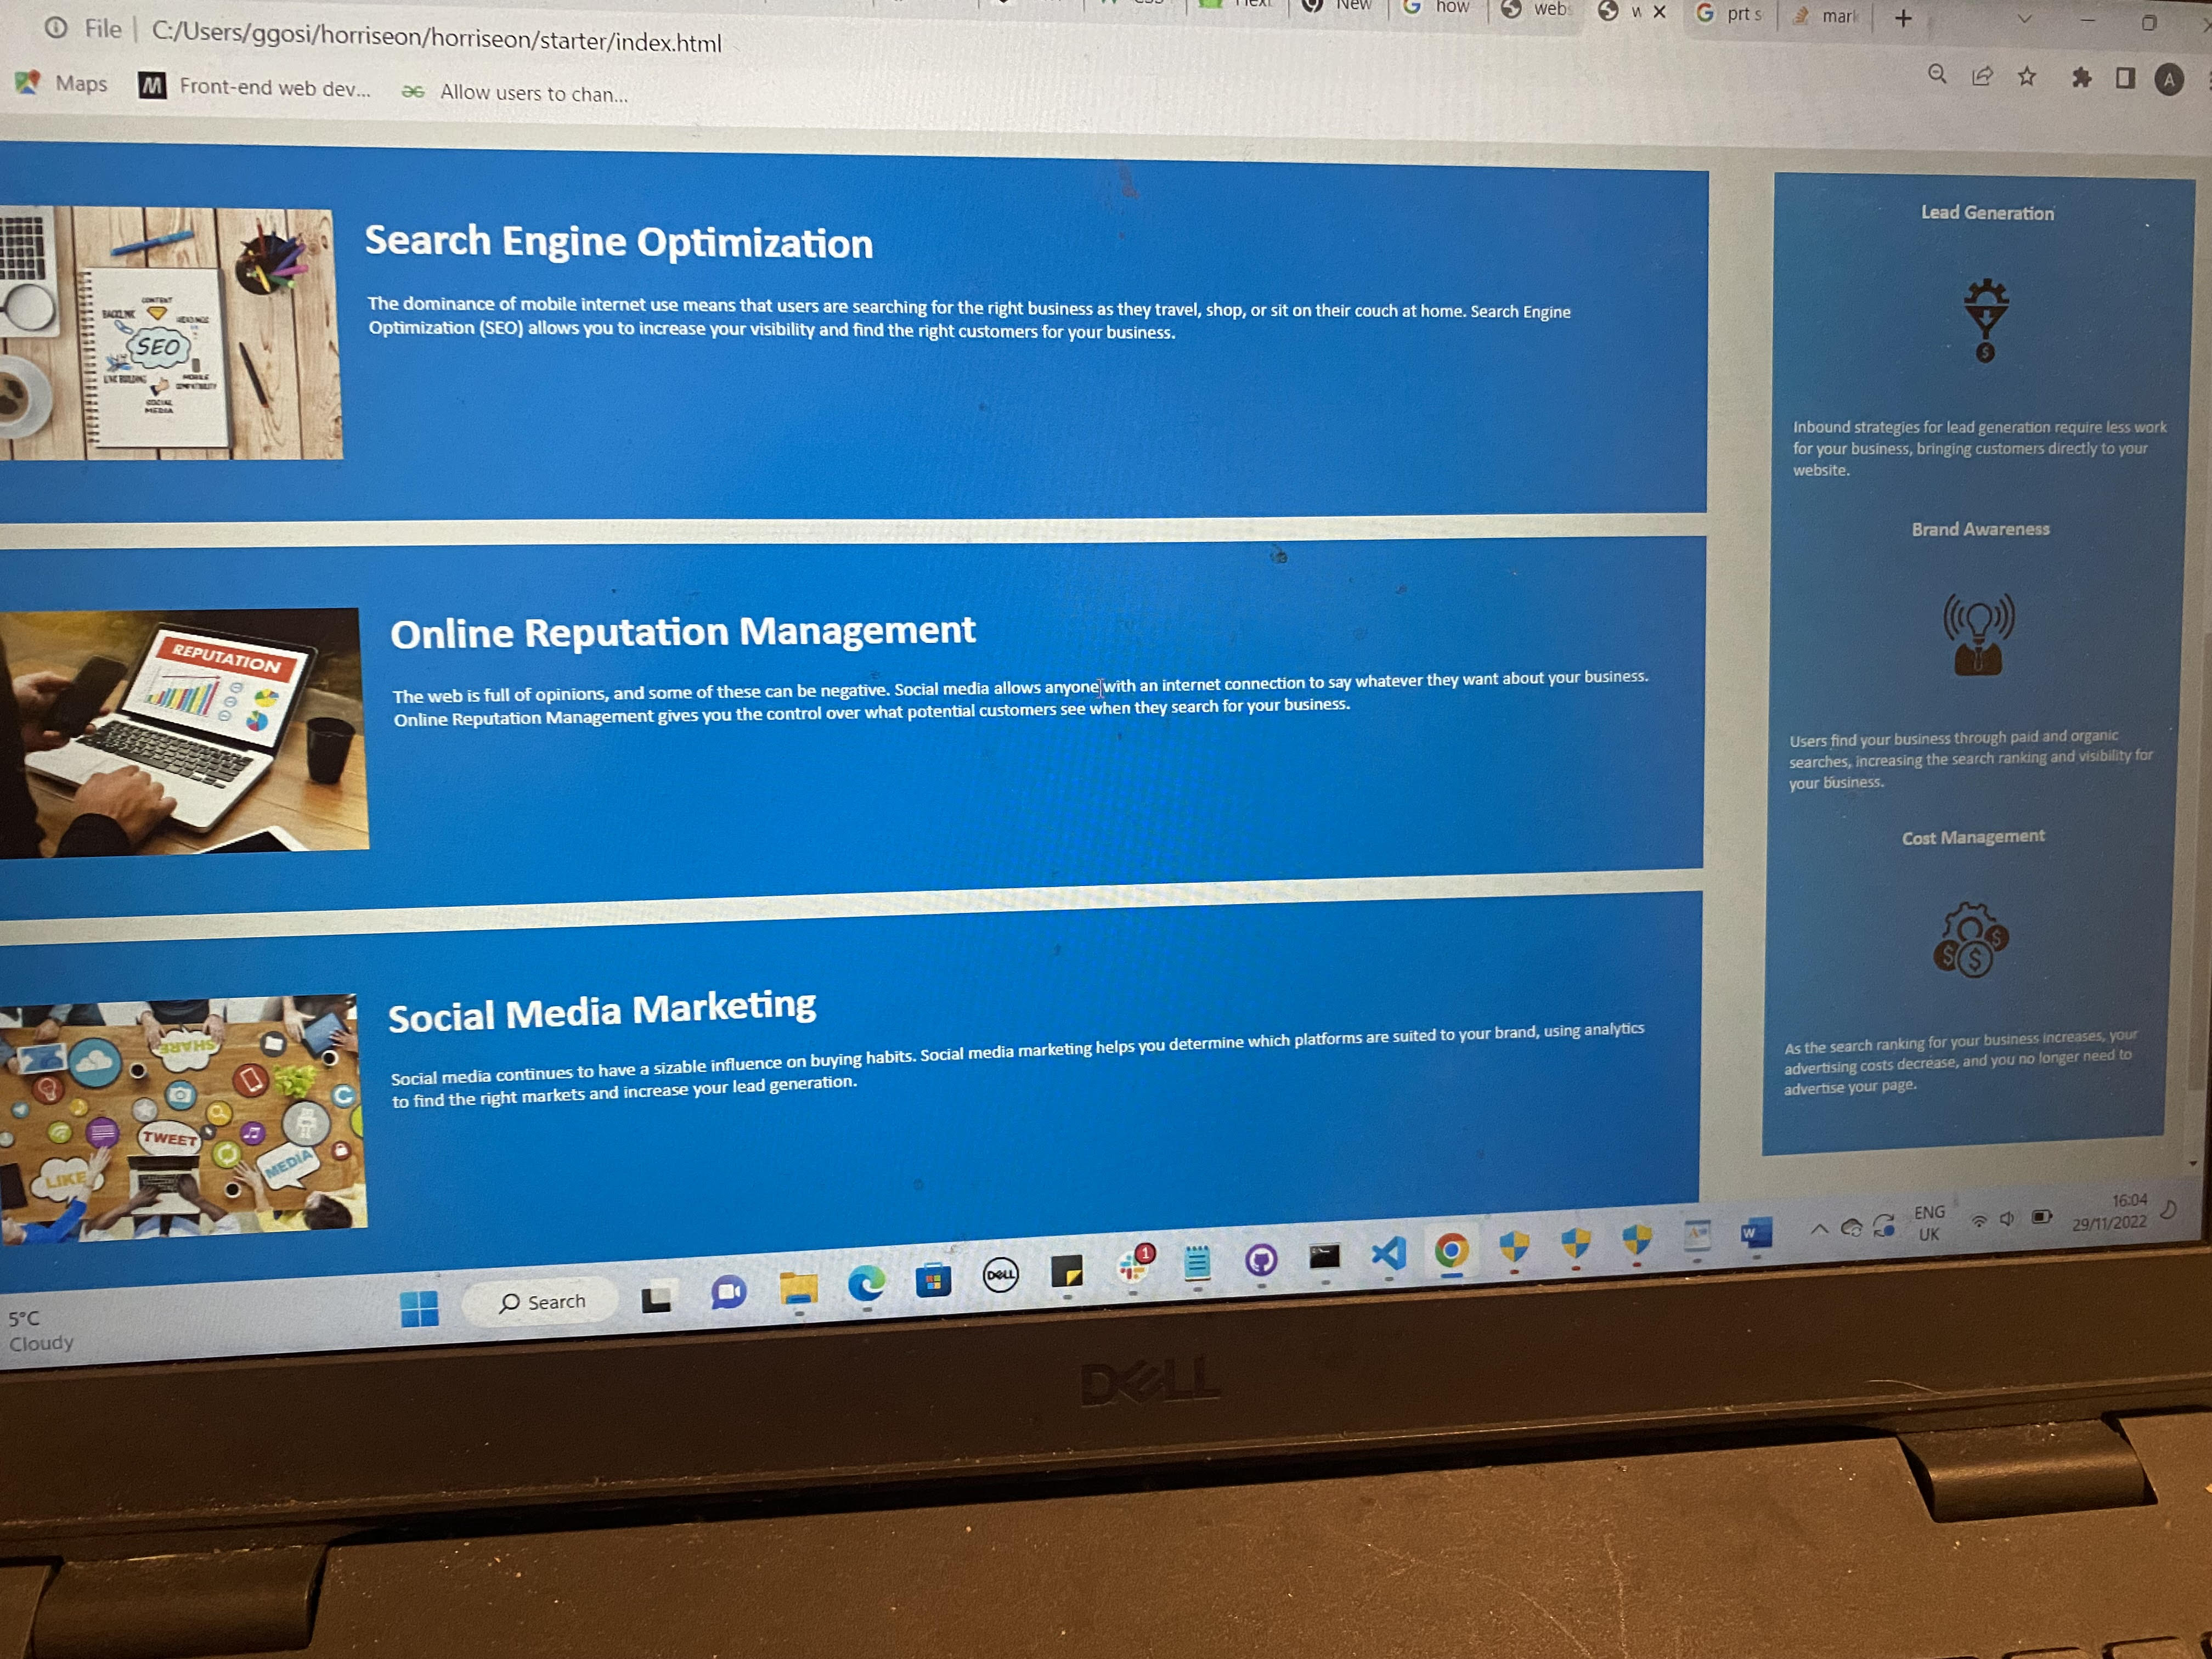 New
how
webs
prt s
mark
File
C:/Users/ggosi/horriseon/horriseon/starter/index.html
Maps
Front-end web dev...
Allow users to chan...
A
Search Engine Optimization
The dominance of mobile internet use means that users are searching for the right business as they travel, shop, or sit on their couch at home. Search Engine
Optimization (SEO) allows you to increase your visibility and find the right customers for your business.
CONTENT
BACKLINK
SEO
LINK BUILDING
MOBILE
COMPATIBILITY
SOCIAL
MEDIA
Online Reputation Management
The web is full of opinions, and some of these can be negative. Social media allows anyone with an internet connection to say whatever they want about your business.
Online Reputation Management gives you the control over what potential customers see when they search for your business.
REPUTATION
Social Media Marketing
Social media continues to have a sizable influence on buying habits. Social media marketing helps you determine which platforms are suited to your brand, using analytics
to find the right markets and increase your lead generation.
SHARE
TWEET
LIKE
MEDIA
Lead Generation
Inbound strategies for lead generation require less work
for your business, bringing customers directly to your
website.
Brand Awareness
Users find your business through paid and organic
searches, increasing the search ranking and visibility for
your business.
Cost Management
As the search ranking for your business increases, your
advertising costs decrease, and you no longer need to
advertise your page.
5°C
Cloudy
Search
DELL
1
W
ENG
UK
16:04
29/11/2022
DELL